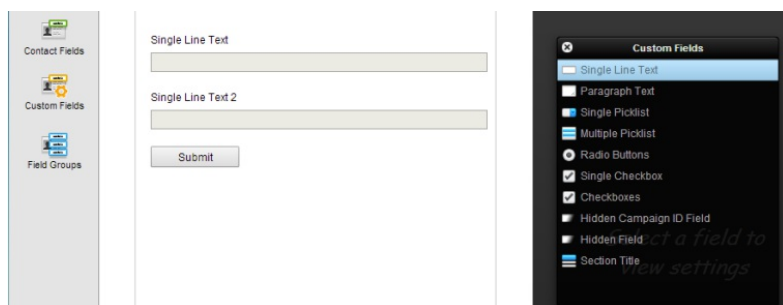 Contact Fields
Custom Fields
Field Groups
Single Line Text
Single Line Text 2
Submit
Custom Fields
Single Line Text
Paragraph Text
Single Picklist
Multiple Picklist
Radio Buttons
Single Checkbox
Checkboxes
Hidden Campaign ID Field
Hidden Field
Section Title
Select a field to
view settings